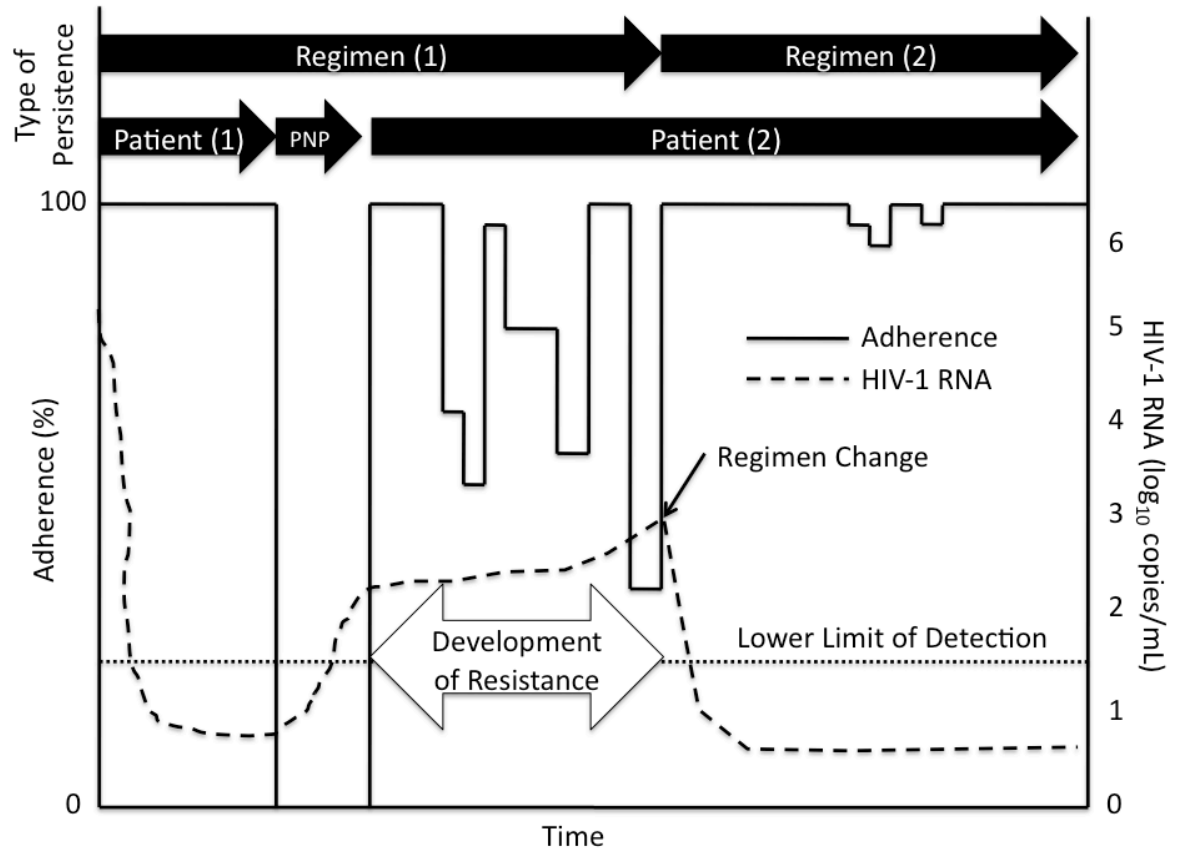 Type of
Persistence
Regimen (1)
Regimen (2)
Patient (1)
PNP
Patient (2)
100
0
Adherence (%)
Adherence
HIV-1 RNA
Regimen Change
Development
of Resistance
Lower Limit of Detection
6
5
4
3
2
1
0
HIV-1 RNA (log10 copies/mL)
Time